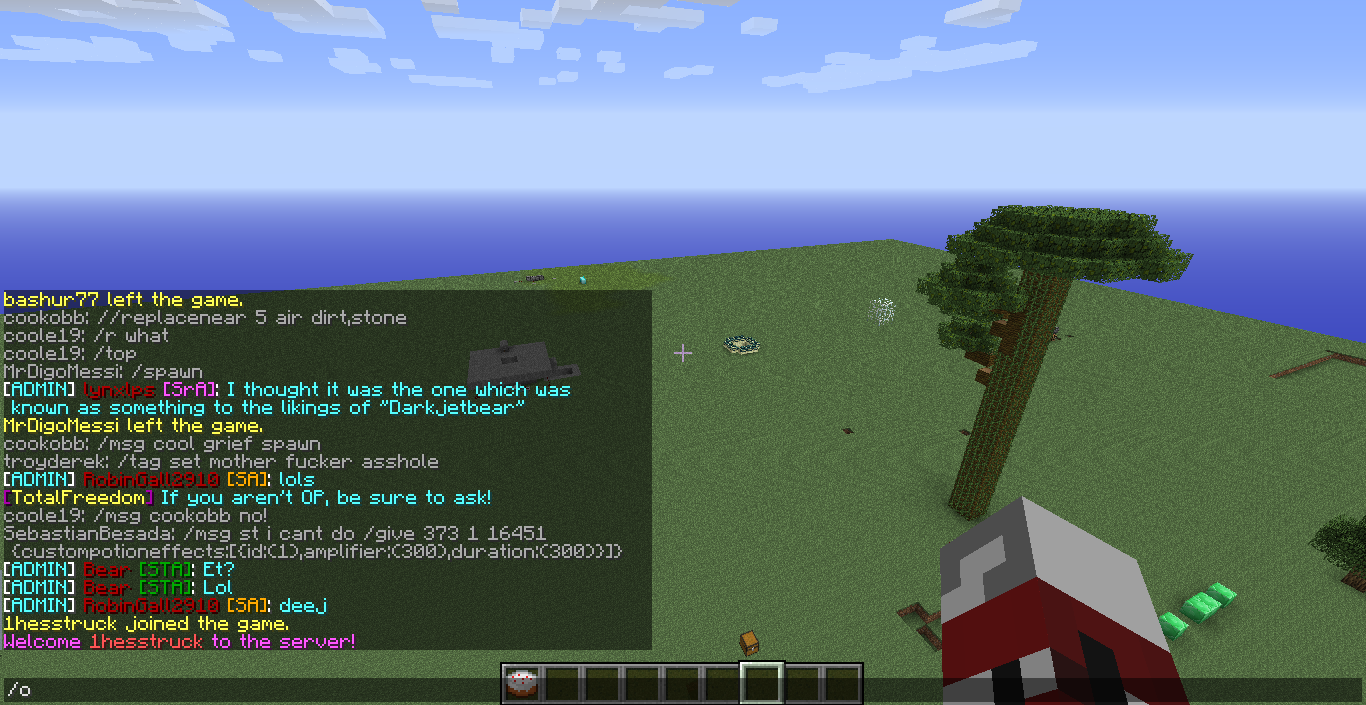 bashur77 left the game.
cookobb: //replacenear 5 air dirt,stone
coole19: /r what
coole19: /top
MrDigoMessi: /spawn
[ADMIN] lynxlps [SrA]: I thought it was the one which was
known as something to the likings of "Darkjetbear"
MrDigoMessi left the game.
cookobb: /msg cool grief spawn
troyderek: /tag set mother fucker asshole
[ADMIN] RobinGall2910 [SA]: lols
[TotalFreedom] If you aren't OP, be sure to ask!
coole19: /msg cookobb no!
SebastianBesada: /msg st i cant do /give 373 1 16451
{custompotioneffects:[{id:(1),amplifier:(300),duration:(300)}]}
[ADMIN] Bear [STA]: Et?
[ADMIN] Bear [STA]: Lol
[ADMIN] RobinGall2910 [SA]: deej
1hesstruck joined the game.
Welcome 1hesstruck to the server!
/o